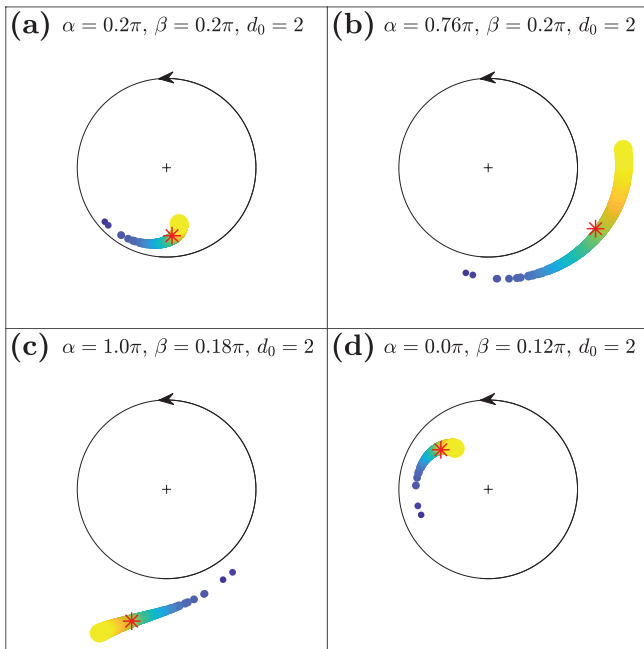 (a) α = 0.2π, β = 0.2π, d₀ = 2
(b) α = 0.76π, β = 0.2π, d₀ = 2
(c) α = 1.0π, β = 0.18π, d₀ = 2
(d) α = 0.0π, β = 0.12π, d₀ = 2